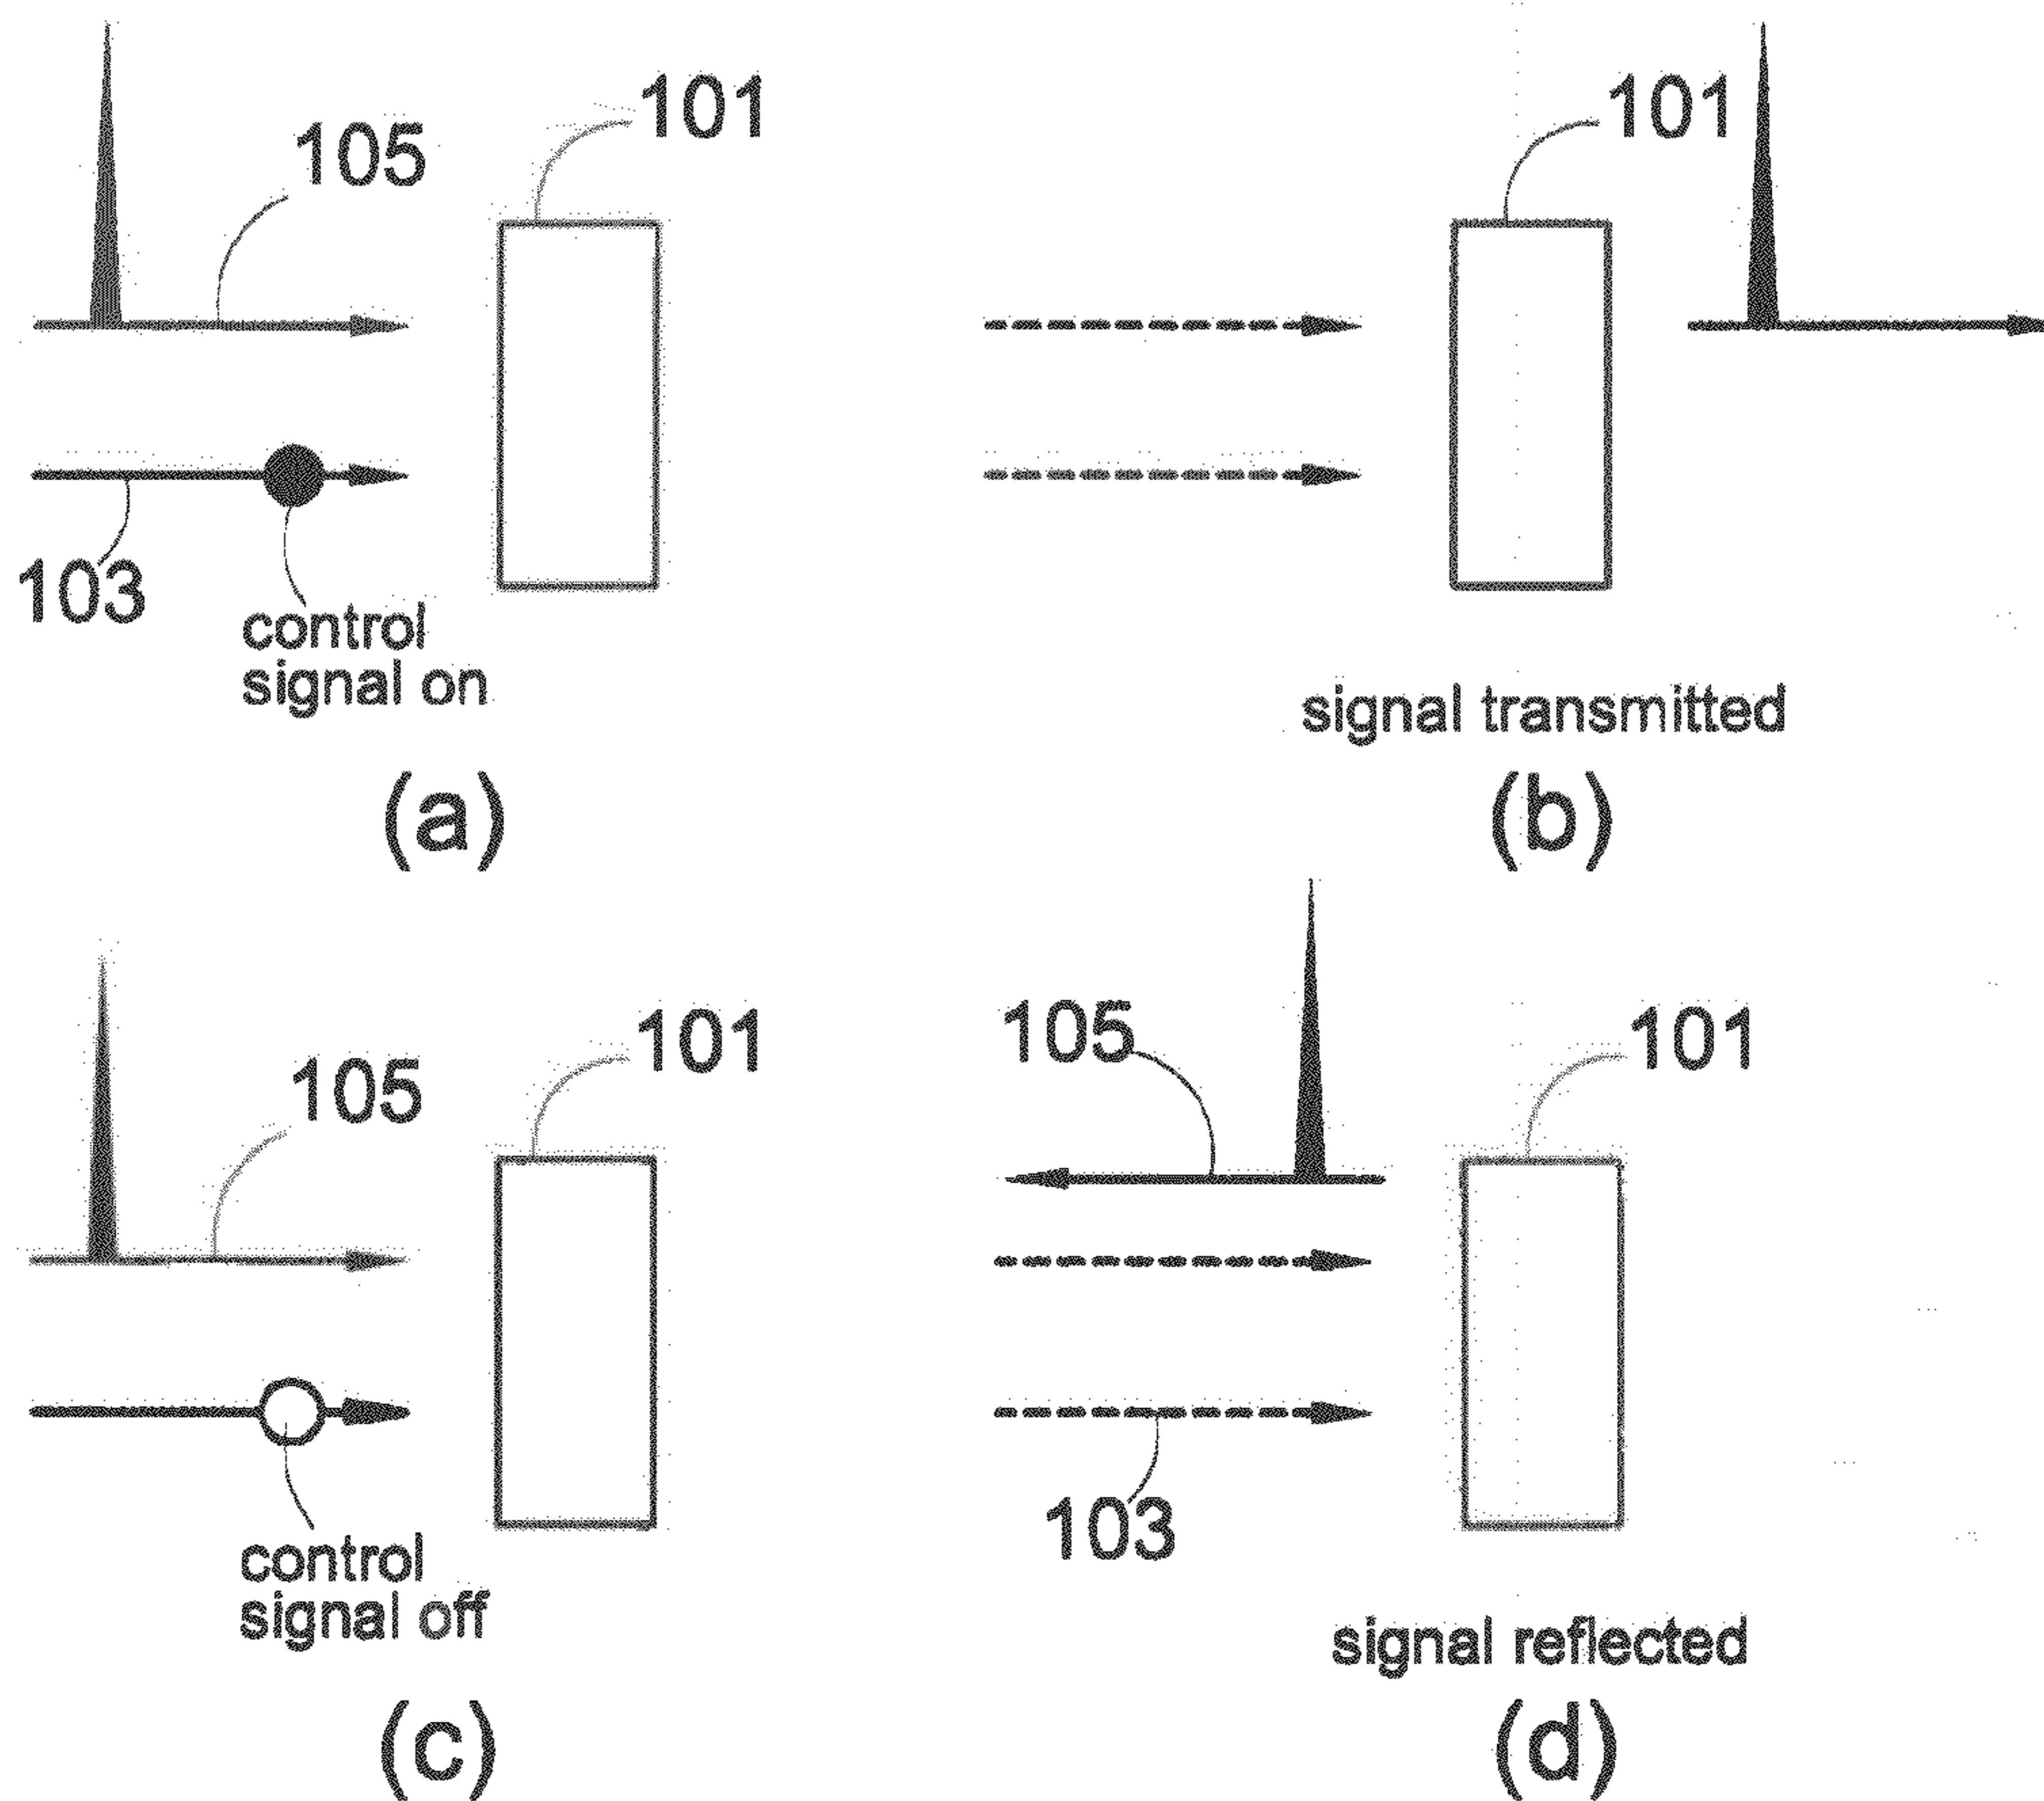 105
101
103
control
signal on
(a)
101
signal transmitted
(b)
105
101
control
signal off
(c)
105
101
103
signal reflected
(d)